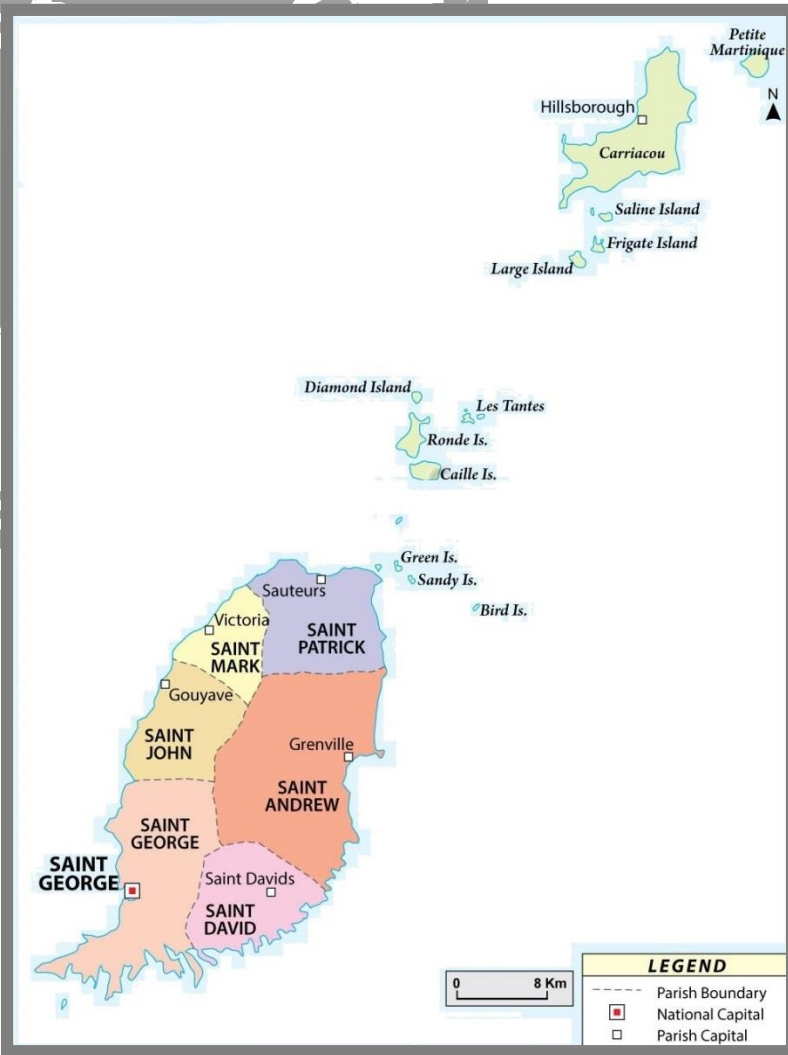 Petite
Martinique
N
Hillsborough
Carriacou
Saline Island
Frigate Island
Large Island
Diamond Island
Les Tantes
Ronde Is.
Caille Is.
Green Is.
Sandy Is.
Bird Is.
Sauteurs
SAINT
PATRICK
Victoria
SAINT
MARK
Gouyave
SAINT
JOHN
Grenville
SAINT
ANDREW
SAINT
GEORGE
SAINT
GEORGE
Saint Davids
SAINT
DAVID
0 8 Km
LEGEND
Parish Boundary
National Capital
Parish Capital